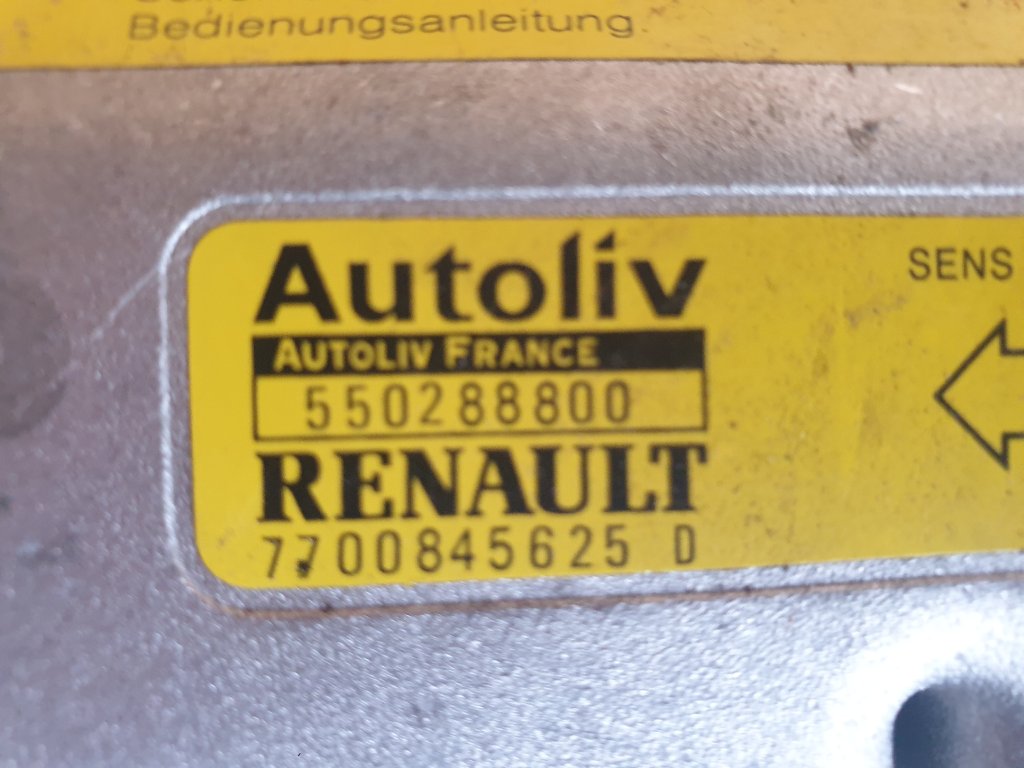 Bedienungsanleitung
Autoliv
AUTOLIV FRANCE
550288800
RENAULT
7700845625 D
SENS